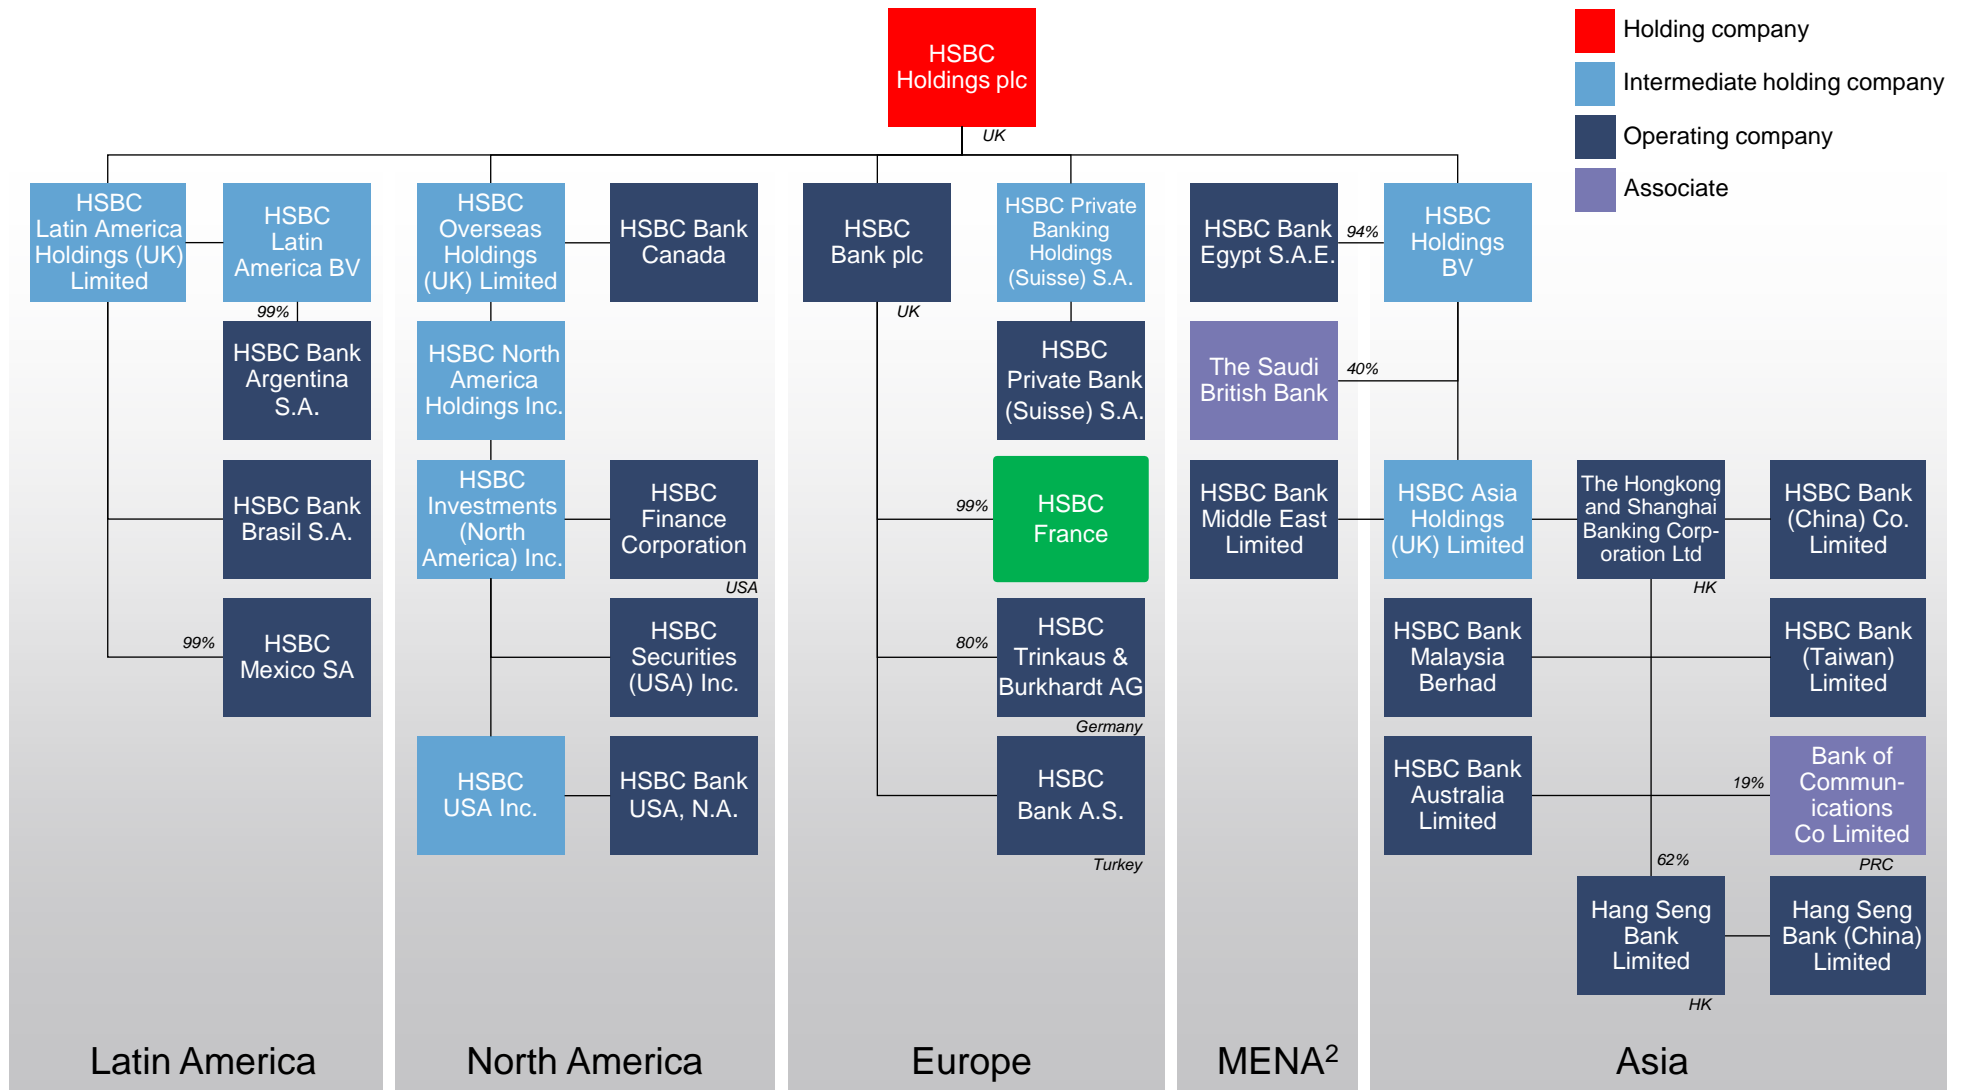 HSBC
Holdings plc
UK
Holding company
Intermediate holding company
Operating company
Associate
HSBC
Latin America
Holdings (UK)
Limited
HSBC
Latin
America BV
99%
HSBC Bank
Argentina
S.A.
HSBC Bank
Brasil S.A.
99%
HSBC
Mexico SA
Latin America
HSBC
Overseas
Holdings
(UK) Limited
HSBC Bank
Canada
HSBC North
America
Holdings Inc.
HSBC
Investments
(North
America) Inc.
HSBC
Finance
Corporation
USA
HSBC
Securities
(USA) Inc.
HSBC
USA Inc.
HSBC Bank
USA, N.A.
North America
HSBC
Bank plc
UK
HSBC Private
Banking
Holdings
(Suisse) S.A.
HSBC
Private Bank
(Suisse) S.A.
99%
HSBC
France
80%
HSBC
Trinkaus &
Burkhardt AG
Germany
HSBC
Bank A.S.
Turkey
Europe
HSBC Bank
Egypt S.A.E.
94%
The Saudi
British Bank
40%
HSBC Bank
Middle East
Limited
MENA2
HSBC
Holdings
BV
HSBC Asia
Holdings
(UK) Limited
The Hongkong
and Shanghai
Banking Corp-
oration Ltd
HK
HSBC Bank
(China) Co.
Limited
HSBC Bank
Malaysia
Berhad
HSBC Bank
(Taiwan)
Limited
HSBC Bank
Australia
Limited
19%
Bank of
Commun-
ications
Co Limited
PRC
62%
Hang Seng
Bank
Limited
HK
Hang Seng
Bank (China)
Limited
Asia